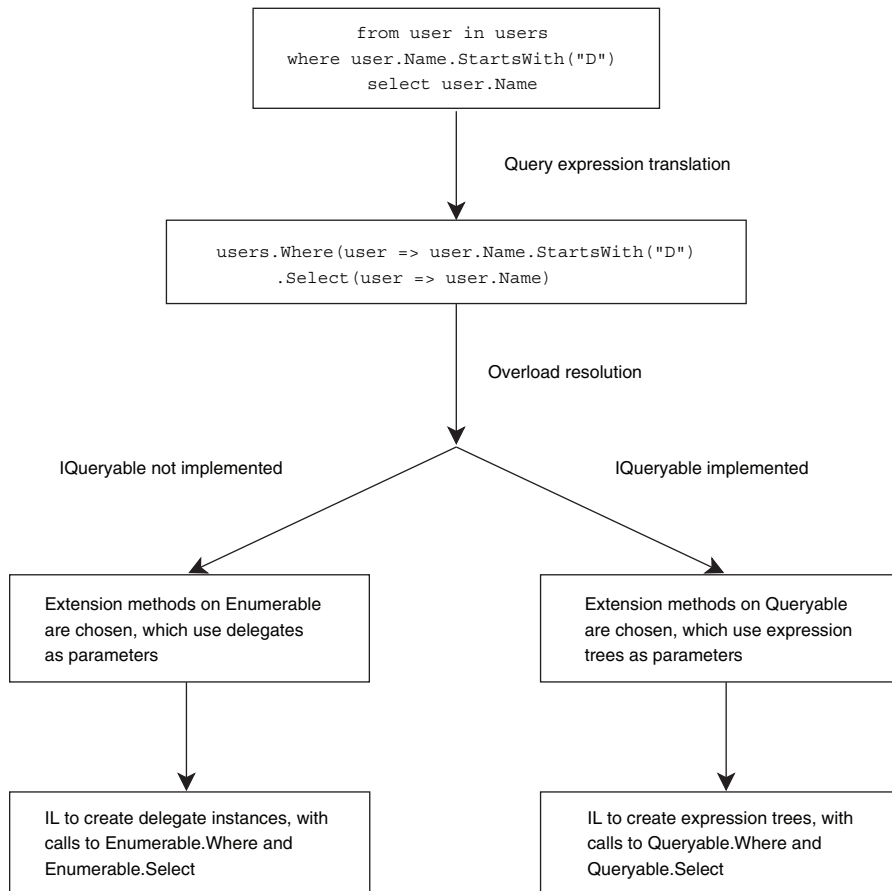 from user in users
where user.Name.StartsWith("D")
select user.Name
Query expression translation
users.Where(user => user.Name.StartsWith("D")
.Select(user => user.Name)
Overload resolution
IQueryable not implemented
IQueryable implemented
Extension methods on Enumerable
are chosen, which use delegates
as parameters
Extension methods on Queryable
are chosen, which use expression
trees as parameters
IL to create delegate instances, with
calls to Enumerable.Where and
Enumerable.Select
IL to create expression trees, with
calls to Queryable.Where and
Queryable.Select